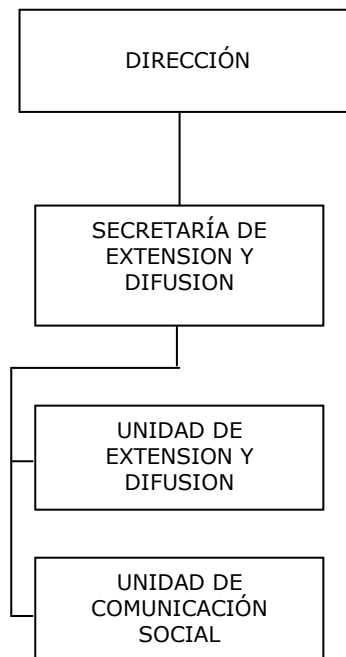 DIRECCIÓN
SECRETARÍA DE
EXTENSION Y
DIFUSION
UNIDAD DE
EXTENSION Y
DIFUSION
UNIDAD DE
COMUNICACIÓN
SOCIAL